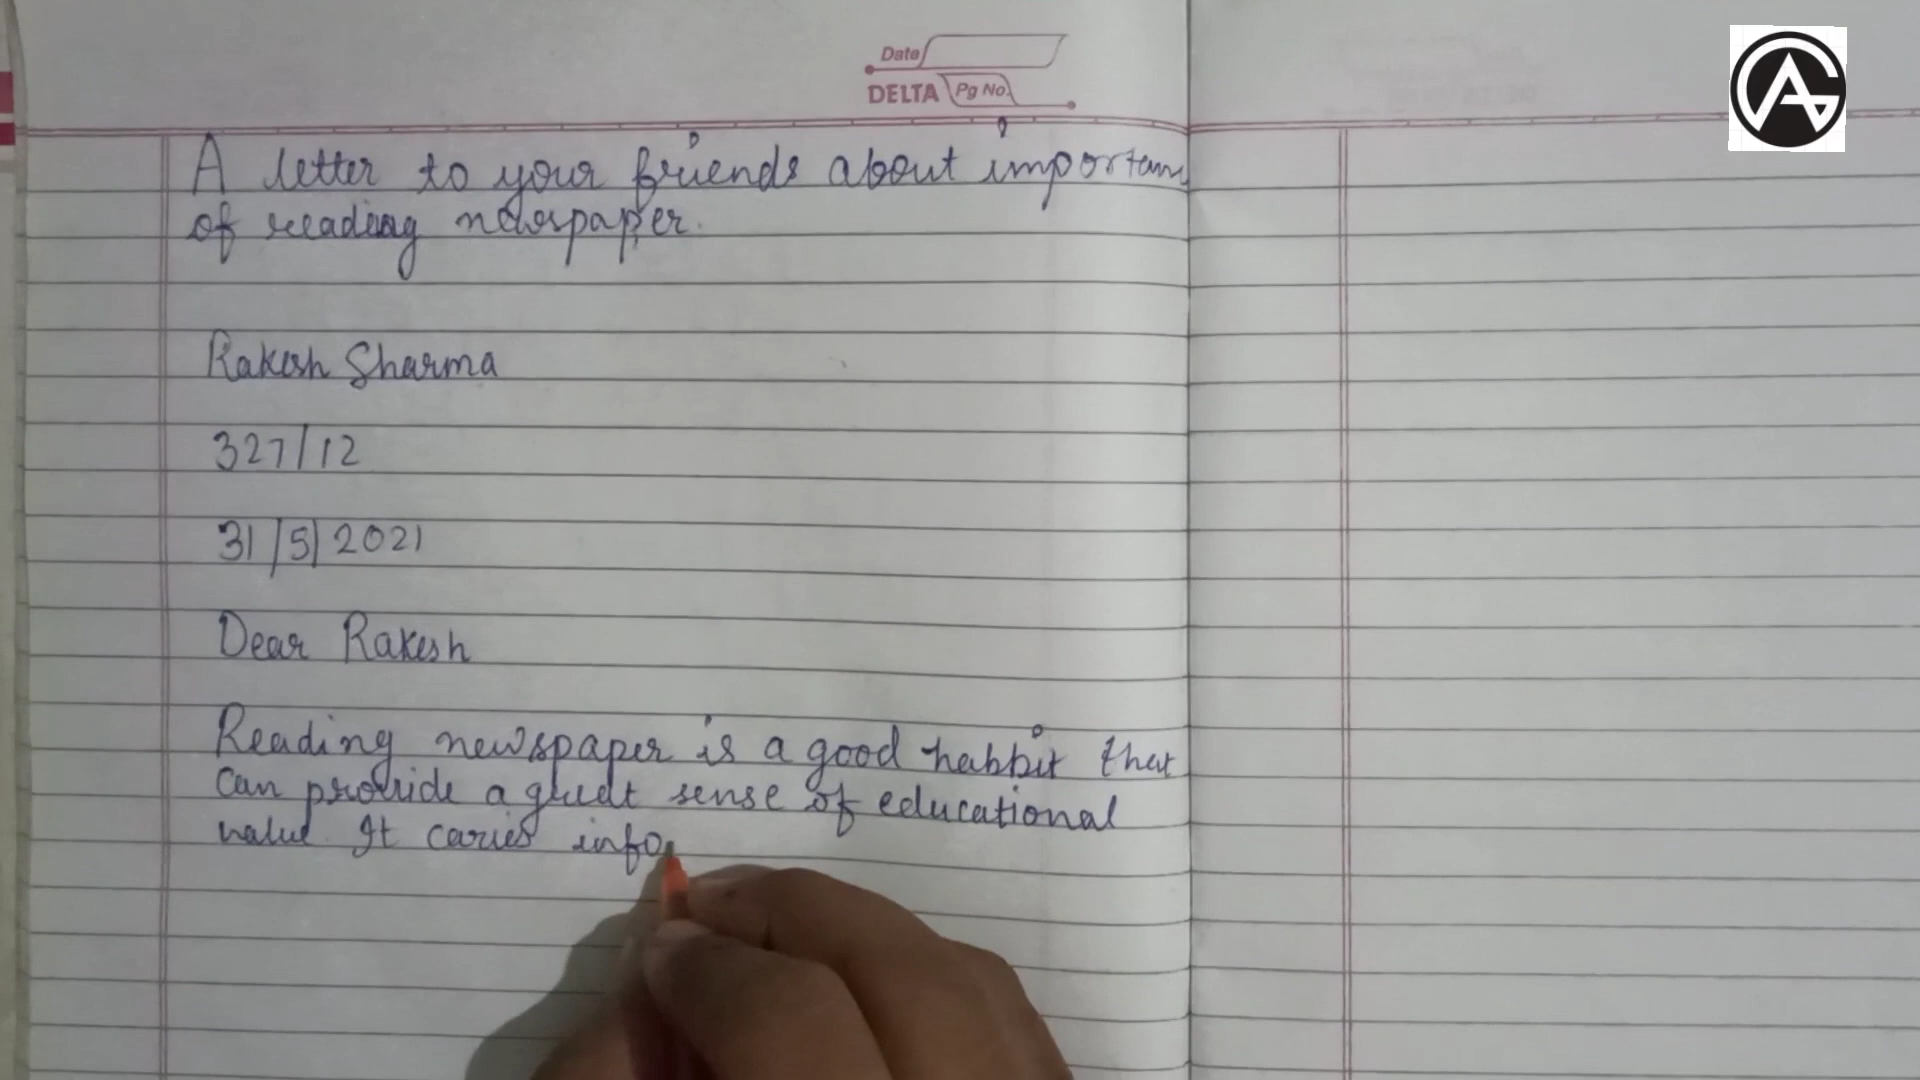 Date
DELTA Pg No.
A letter to your friends about importan
of reading newspaper.
Rakesh Sharma
327/12
31/5/2021
Dear Rakesh
Reading newspaper is a good habbit that
can provide a great sense of educational
value. It caries info